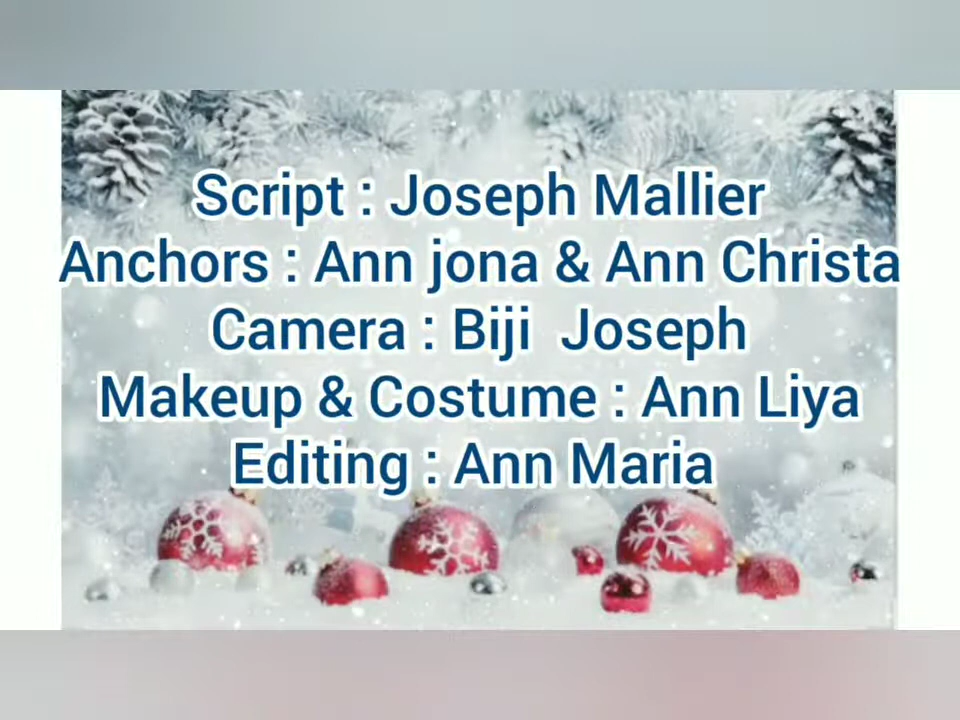 Script : Joseph Mallier
Anchors : Ann jona & Ann Christa
Camera : Biji Joseph
Makeup & Costume : Ann Liya
Editing : Ann Maria